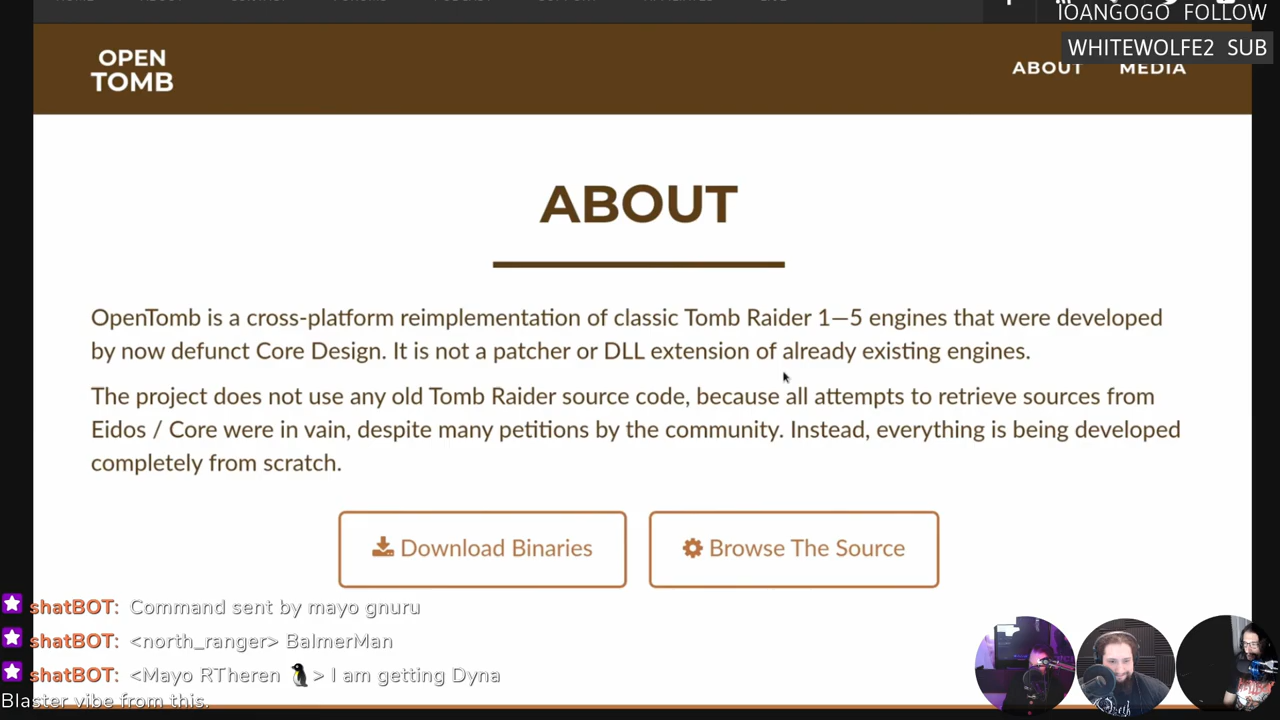 IOANGOGO FOLLOW
WHITEWOLFE2 SUB
OPEN
TOMB
ABOUT MEDIA
ABOUT
OpenTomb is a cross-platform reimplementation of classic Tomb Raider 1—5 engines that were developed
by now defunct Core Design. It is not a patcher or DLL extension of already existing engines.
The project does not use any old Tomb Raider source code, because all attempts to retrieve sources from
Eidos / Core were in vain, despite many petitions by the community. Instead, everything is being developed
completely from scratch.
Download Binaries Browse The Source
shatBOT: Command sent by mayo gnuru
shatBOT: <north_ranger> BalmerMan
shatBOT: <Mayo RTheren 🐧> I am getting Dyna
Blaster vibe from this.